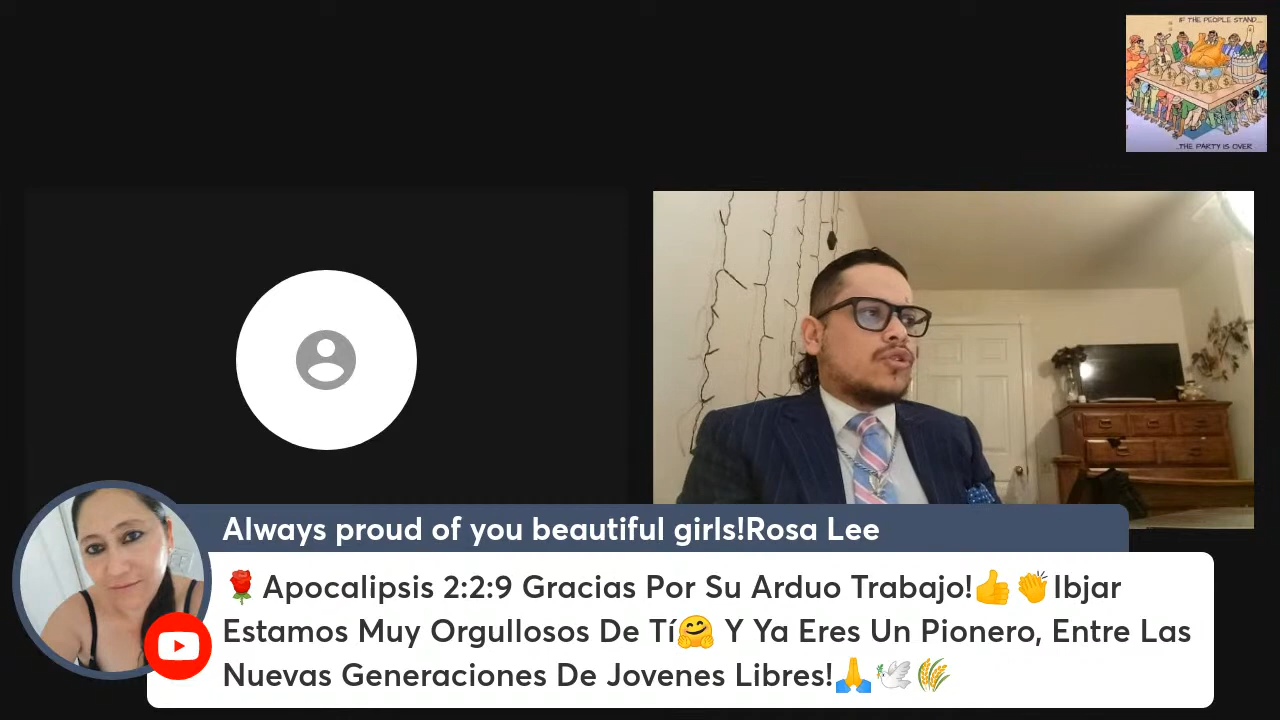 IF THE PEOPLE STAND...
...THE PARTY IS OVER
Always proud of you beautiful girls!Rosa Lee
🌹Apocalipsis 2:2:9 Gracias Por Su Arduo Trabajo!👍👏Ibjar
Estamos Muy Orgullosos De Tí🤗 Y Ya Eres Un Pionero, Entre Las
Nuevas Generaciones De Jovenes Libres!🙏🕊️🌾